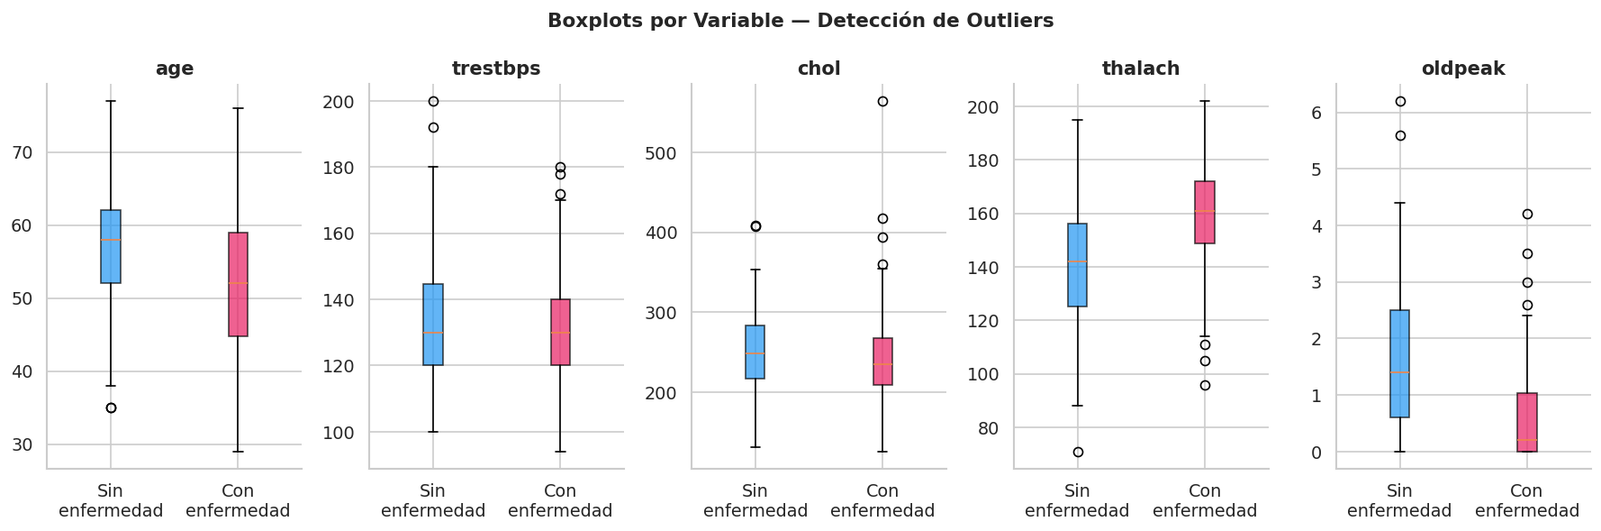 Boxplots por Variable — Detección de Outliers
age
70
60
50
40
30
Sin
enfermedad
Con
enfermedad
trestbps
200
180
160
140
120
100
Sin
enfermedad
Con
enfermedad
chol
500
400
300
200
Sin
enfermedad
Con
enfermedad
thalach
200
180
160
140
120
100
80
Sin
enfermedad
Con
enfermedad
oldpeak
6
5
4
3
2
1
0
Sin
enfermedad
Con
enfermedad